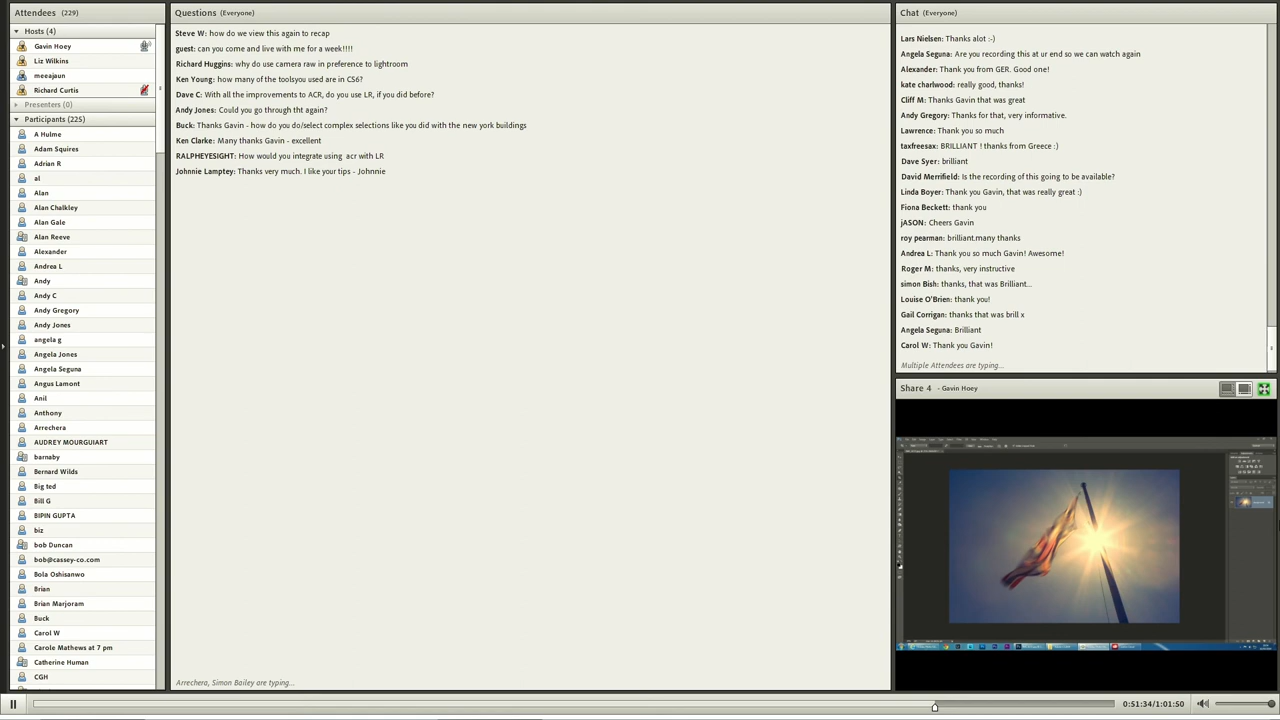 Attendees (229)
Hosts (4)
Gavin Hoey
Liz Wilkins
meeajaun
Richard Curtis
Presenters (0)
Participants (225)
A Hulme
Adam Squires
Adrian R
al
Alan
Alan Chalkley
Alan Gale
Alan Reeve
Alexander
Andrea L
Andy
Andy C
Andy Gregory
Andy Jones
angela g
Angela Jones
Angela Seguna
Angus Lamont
Anil
Anthony
Arrechera
AUDREY MOURGUIART
barnaby
Bernard Wilds
Big ted
Bill G
BIPIN GUPTA
biz
bob Duncan
bob@cassey-co.com
Bola Oshisanwo
Brian
Brian Marjoram
Buck
Carol W
Carole Mathews at 7 pm
Catherine Human
CGH
Questions (Everyone)
Steve W: how do we view this again to recap
guest: can you come and live with me for a week!!!!
Richard Huggins: why do use camera raw in preference to lightroom
Ken Young: how many of the toolsyou used are in CS6?
Dave C: With all the improvements to ACR, do you use LR, if you did before?
Andy Jones: Could you go through tht again?
Buck: Thanks Gavin - how do you do/select complex selections like you did with the new york buildings
Ken Clarke: Many thanks Gavin - excellent
RALPHEYESIGHT: How would you integrate using  acr with LR
Johnnie Lamptey: Thanks very much. I like your tips - Johnnie
Arrechera, Simon Bailey are typing...
Chat (Everyone)
Lars Nielsen: Thanks alot :-)
Angela Seguna: Are you recording this at ur end so we can watch again
Alexander: Thank you from GER. Good one!
kate charlwood: really good, thanks!
Cliff M: Thanks Gavin that was great
Andy Gregory: Thanks for that, very informative.
Lawrence: Thank you so much
taxfreesax: BRILLIANT ! thanks from Greece :)
Dave Syer: brilliant
David Merrifield: Is the recording of this going to be available?
Linda Boyer: Thank you Gavin, that was really great :)
Fiona Beckett: thank you
jASON: Cheers Gavin
roy pearman: brilliant.many thanks
Andrea L: Thank you so much Gavin! Awesome!
Roger M: thanks, very instructive
simon Bish: thanks, that was Brilliant...
Louise O'Brien: thank you!
Gail Corrigan: thanks that was brill x
Angela Seguna: Brilliant
Carol W: Thank you Gavin!
Multiple Attendees are typing...
Share 4 - Gavin Hoey
0:51:34/1:01:50